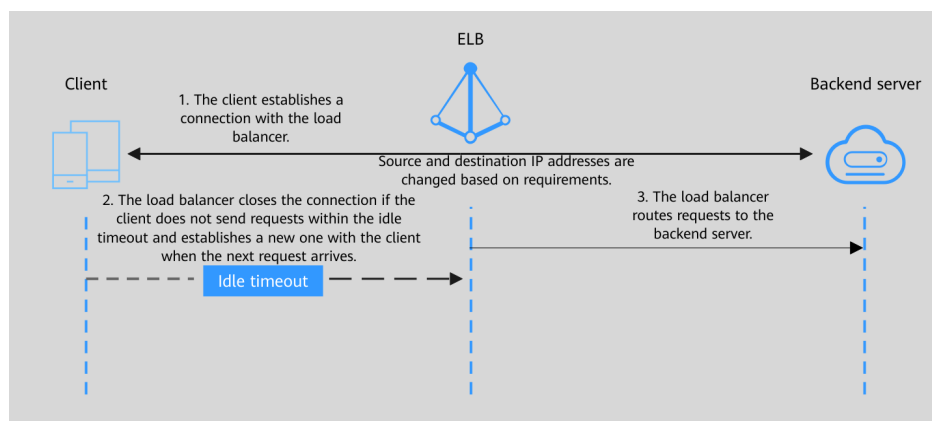 ELB
Client
Backend server
1. The client establishes a
connection with the load
balancer.
Source and destination IP addresses are
changed based on requirements.
2. The load balancer closes the connection if the
client does not send requests within the idle
timeout and establishes a new one with the client
when the next request arrives.
3. The load balancer
routes requests to the
backend server.
Idle timeout